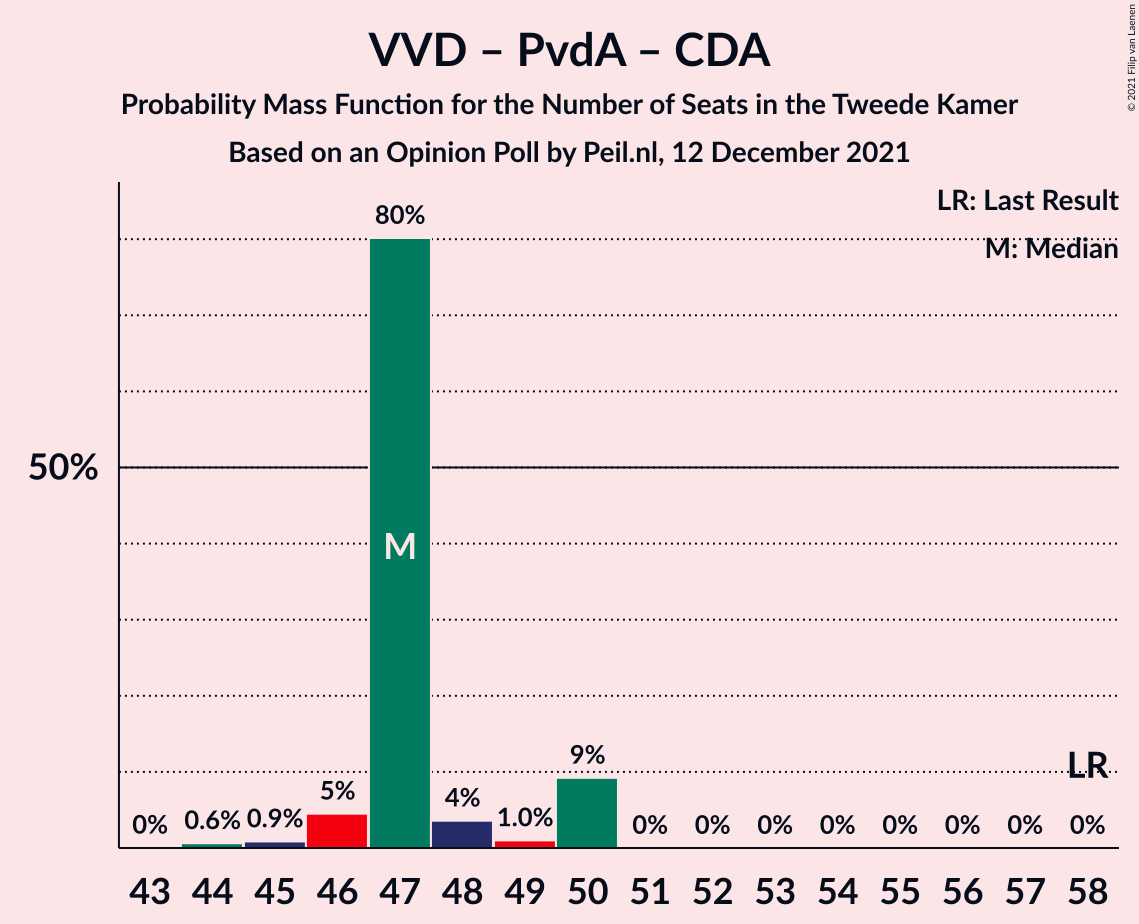 VVD – PvdA – CDA
Probability Mass Function for the Number of Seats in the Tweede Kamer
Based on an Opinion Poll by Peil.nl, 12 December 2021
© 2021 Filip van Laenen
LR: Last Result
M: Median
80%
50%
M
9%
LR
5%
4%
0% 0.6% 0.9% 1.0% 0% 0% 0% 0% 0% 0% 0% 0%
43 44 45 46 47 48 49 50 51 52 53 54 55 56 57 58